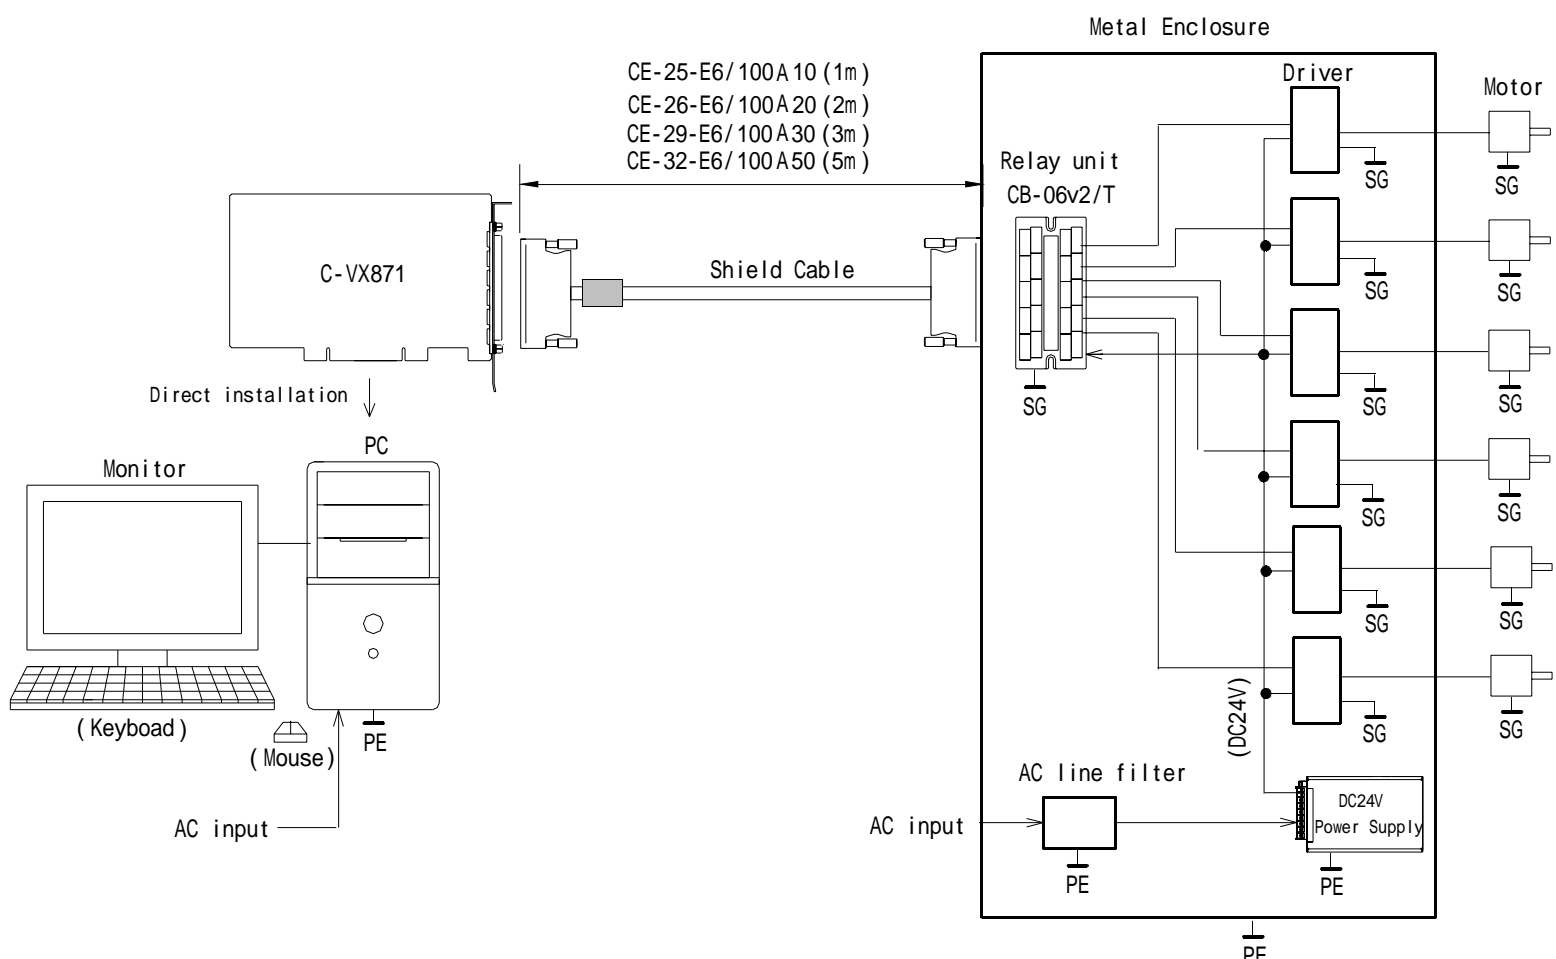 Metal Enclosure
CE-25-E6/100A10 (1m)
CE-26-E6/100A20 (2m)
CE-29-E6/100A30 (3m)
CE-32-E6/100A50 (5m)
Driver
Motor
Relay unit
CB-06v2/T
SG
SG
C-VX871
Shield Cable
SG
SG
Direct installation
SG
SG
SG
PC
Monitor
SG
SG
SG
SG
(Keyboad)
(Mouse)
PE
(DC24V)
SG
SG
AC line filter
DC24V
Power Supply
AC input
AC input
PE
PE
PE